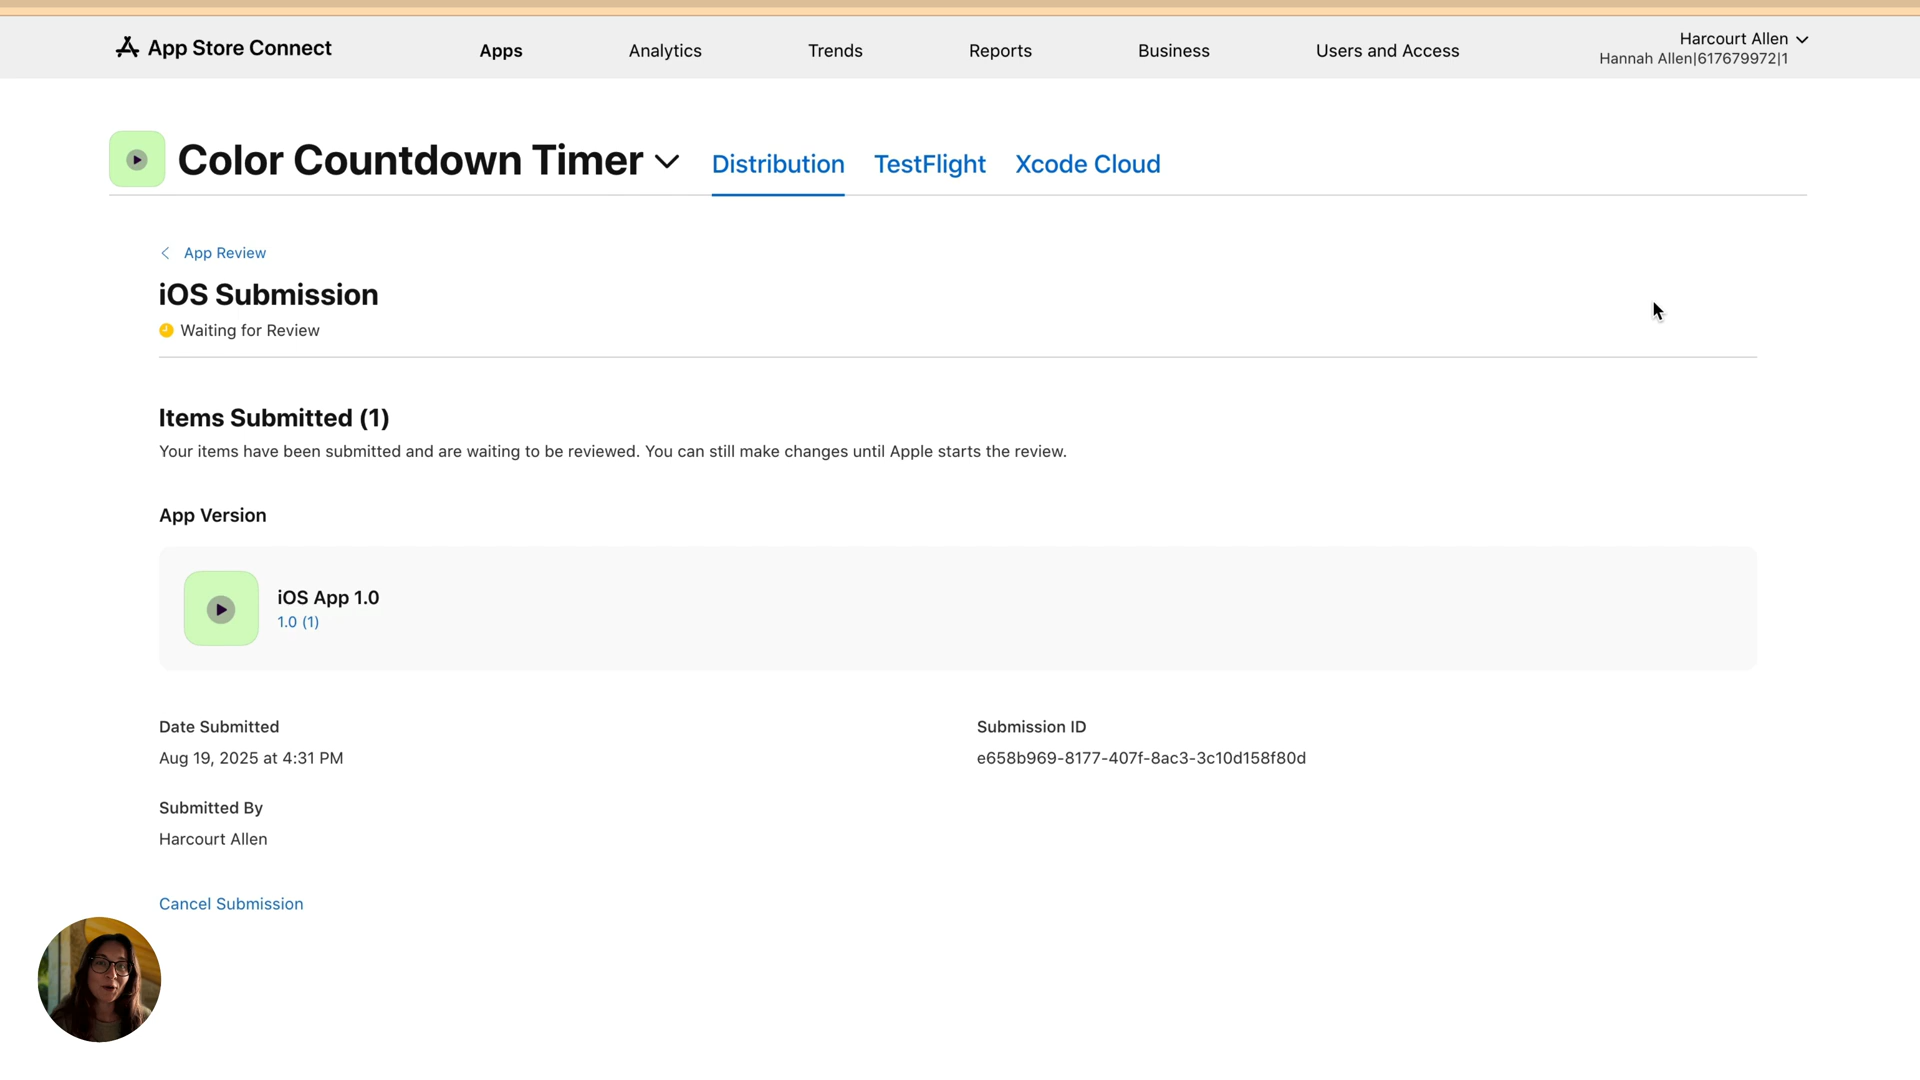 App Store Connect
Apps
Analytics
Trends
Reports
Business
Users and Access
Harcourt Allen
Hannah Allen|617679972|1
Color Countdown Timer
Distribution
TestFlight
Xcode Cloud
App Review
iOS Submission
Waiting for Review
Items Submitted (1)
Your items have been submitted and are waiting to be reviewed. You can still make changes until Apple starts the review.
App Version
iOS App 1.0
1.0 (1)
Date Submitted
Aug 19, 2025 at 4:31 PM
Submission ID
e658b969-8177-407f-8ac3-3c10d158f80d
Submitted By
Harcourt Allen
Cancel Submission